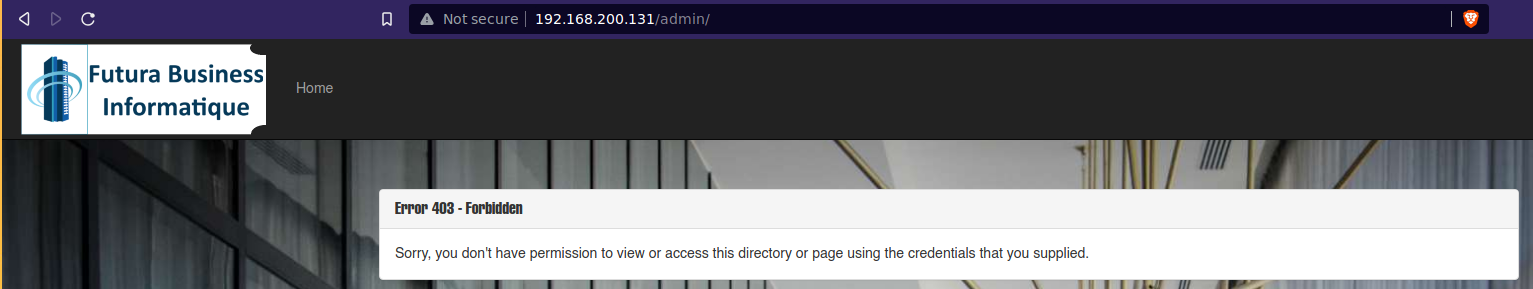 Not secure 192.168.200.131/admin/
Futura Business
Informatique
Home
Error 403 - Forbidden
Sorry, you don't have permission to view or access this directory or page using the credentials that you supplied.